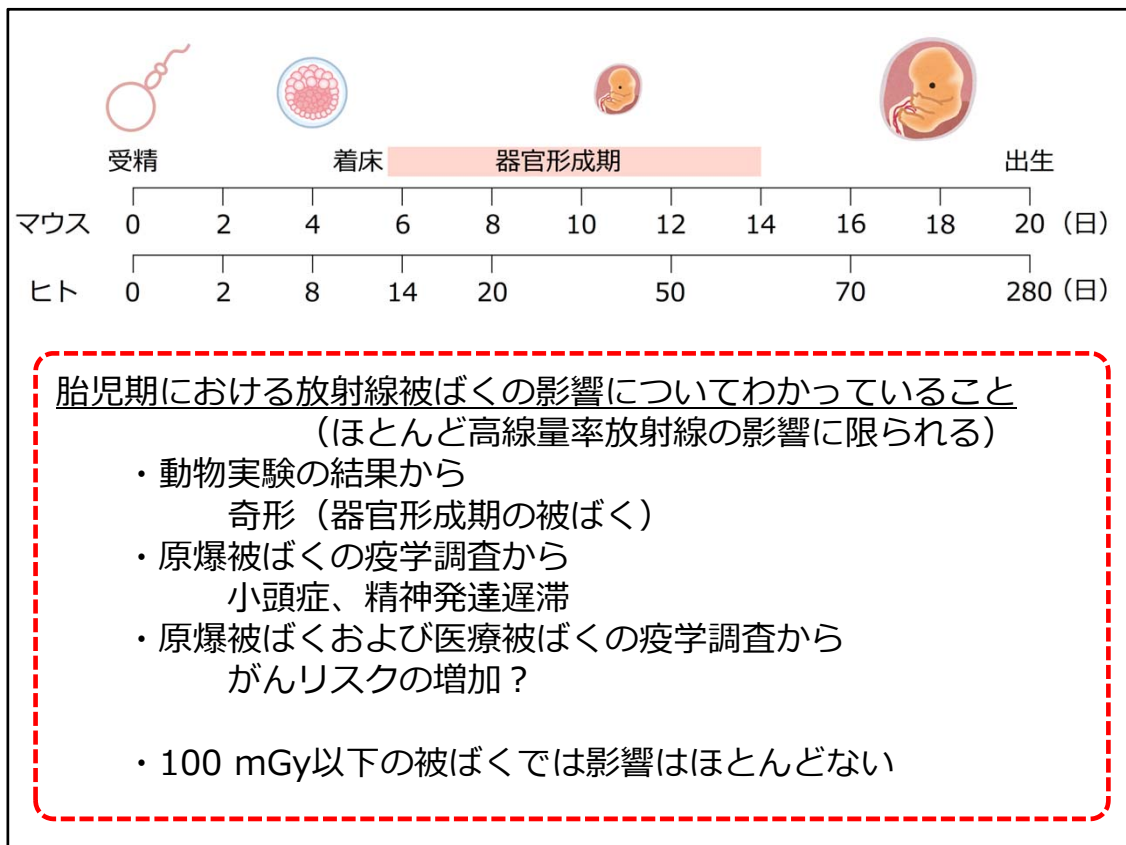 受精 着床 器官形成期 出生
マウス 0 2 4 6 8 10 12 14 16 18 20 (日)
ヒト 0 2 8 14 20 50 70 280 (日)
胎児期における放射線被ばくの影響についてわかっていること
（ほとんど高線量率放射線の影響に限られる）
・動物実験の結果から
奇形（器官形成期の被ばく）
・原爆被ばくの疫学調査から
小頭症、精神発達遅滞
・原爆被ばくおよび医療被ばくの疫学調査から
がんリスクの増加？
・100 mGy以下の被ばくでは影響はほとんどない